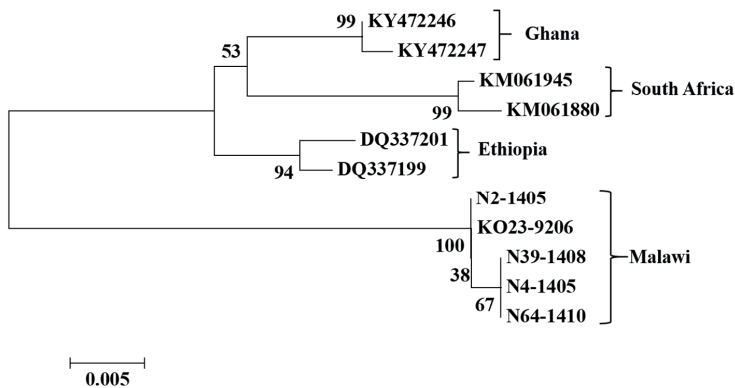 99 KY472246
Ghana
53 KY472247
KM061945
South Africa
99 KM061880
DQ337201
Ethiopia
94 DQ337199
N2-1405
KO23-9206
100
N39-1408
Malawi
38
N4-1405
67
N64-1410
0.005